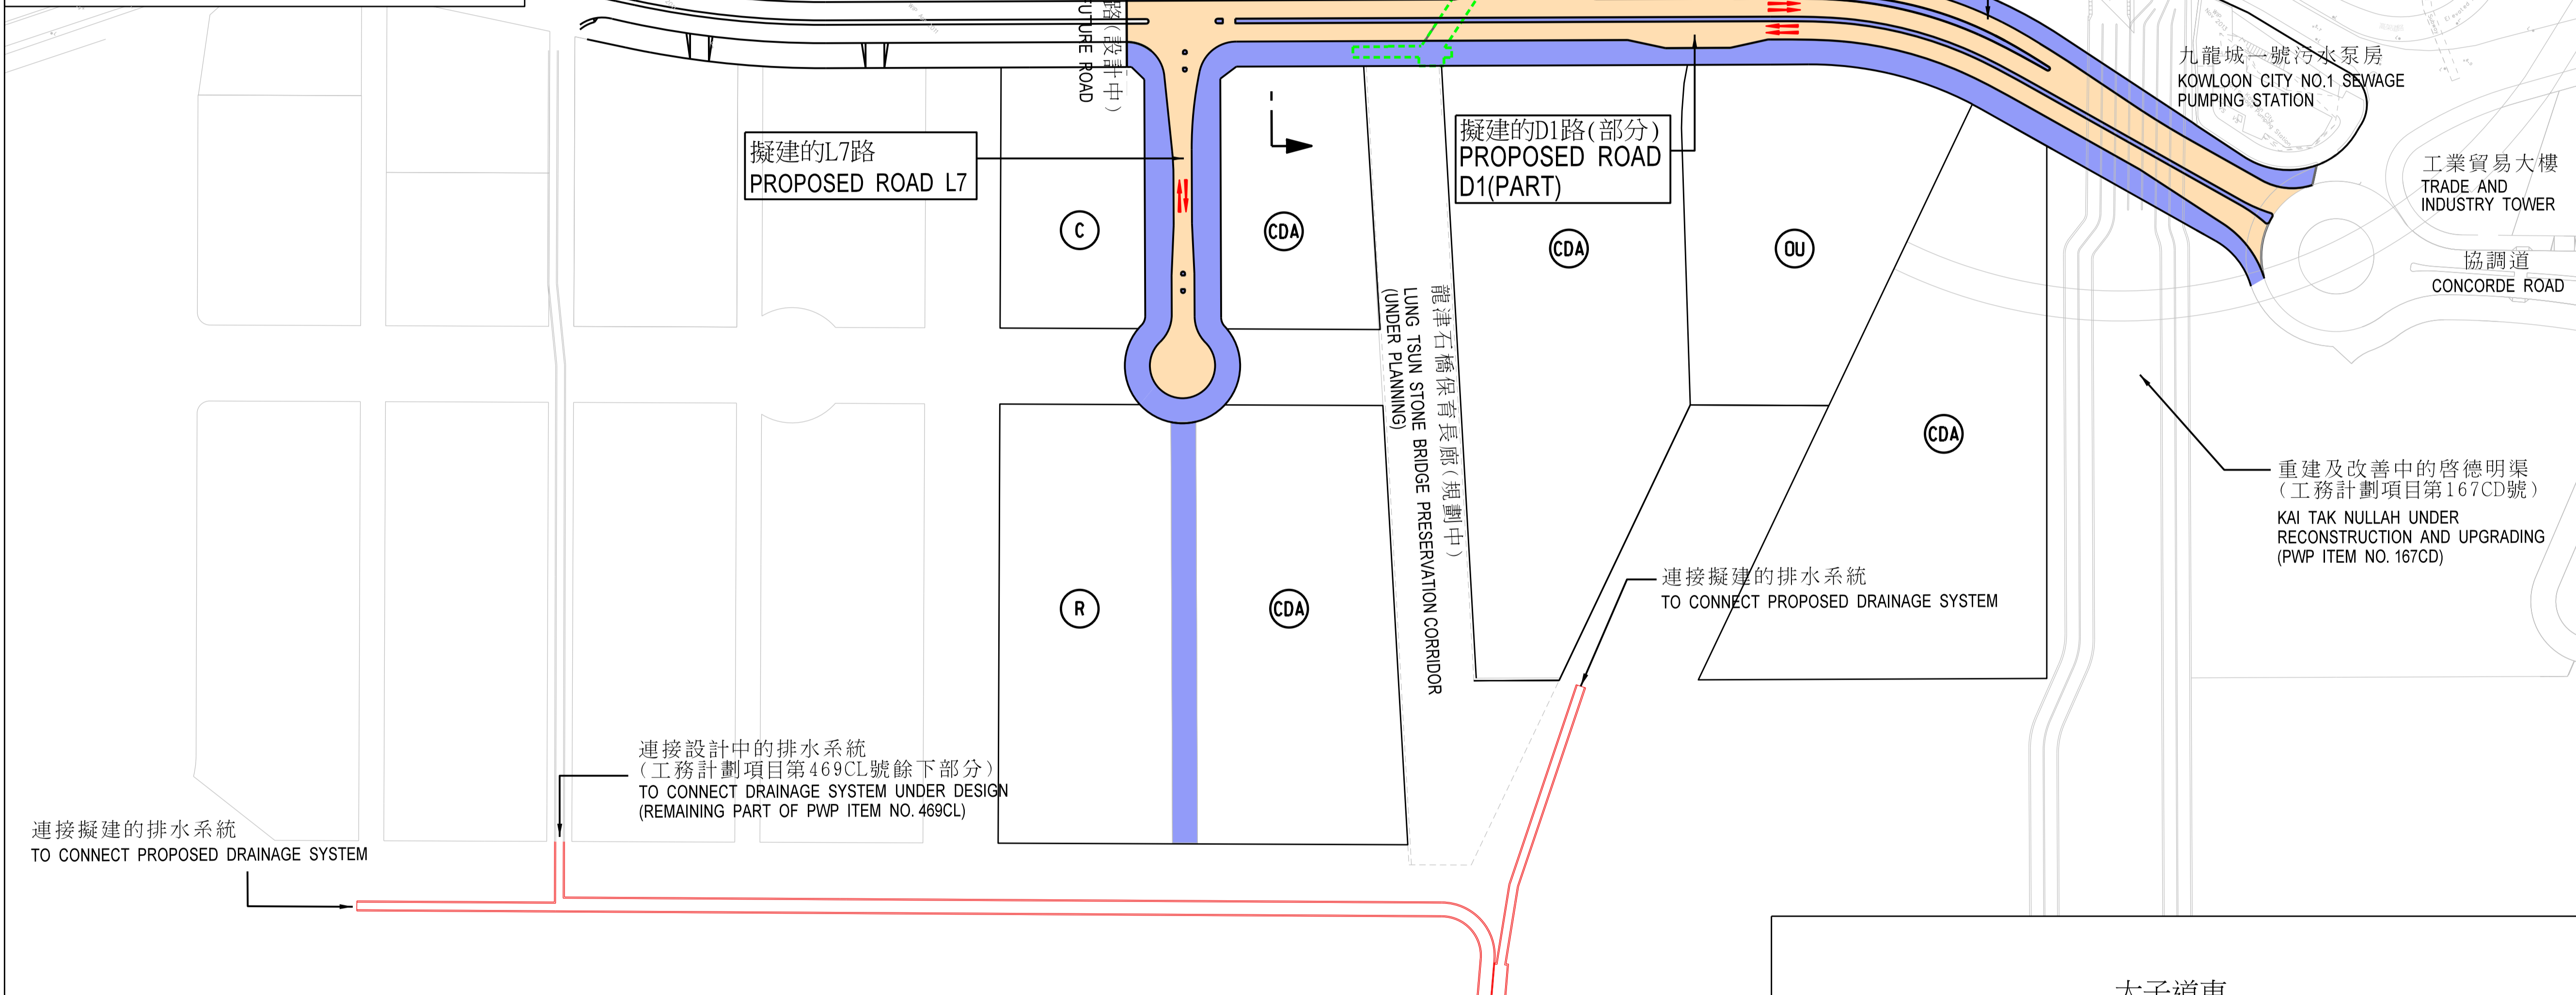 路(設計中)
FUTURE ROAD
擬建的L7路
PROPOSED ROAD L7
擬建的D1路(部分)
PROPOSED ROAD
D1(PART)
九龍城一號污水泵房
KOWLOON CITY NO.1 SEWAGE
PUMPING STATION
工業貿易大樓
TRADE AND
INDUSTRY TOWER
協調道
CONCORDE ROAD
C
CDA
CDA
OU
CDA
R
CDA
龍津石橋保育長廊(規劃中)
LUNG TSUN STONE BRIDGE PRESERVATION CORRIDOR
(UNDER PLANNING)
重建及改善中的啓德明渠
(工務計劃項目第167CD號)
KAI TAK NULLAH UNDER
RECONSTRUCTION AND UPGRADING
(PWP ITEM NO. 167CD)
連接擬建的排水系統
TO CONNECT PROPOSED DRAINAGE SYSTEM
連接設計中的排水系統
(工務計劃項目第469CL號餘下部分)
TO CONNECT DRAINAGE SYSTEM UNDER DESIGN
(REMAINING PART OF PWP ITEM NO. 469CL)
連接擬建的排水系統
TO CONNECT PROPOSED DRAINAGE SYSTEM
太子道東